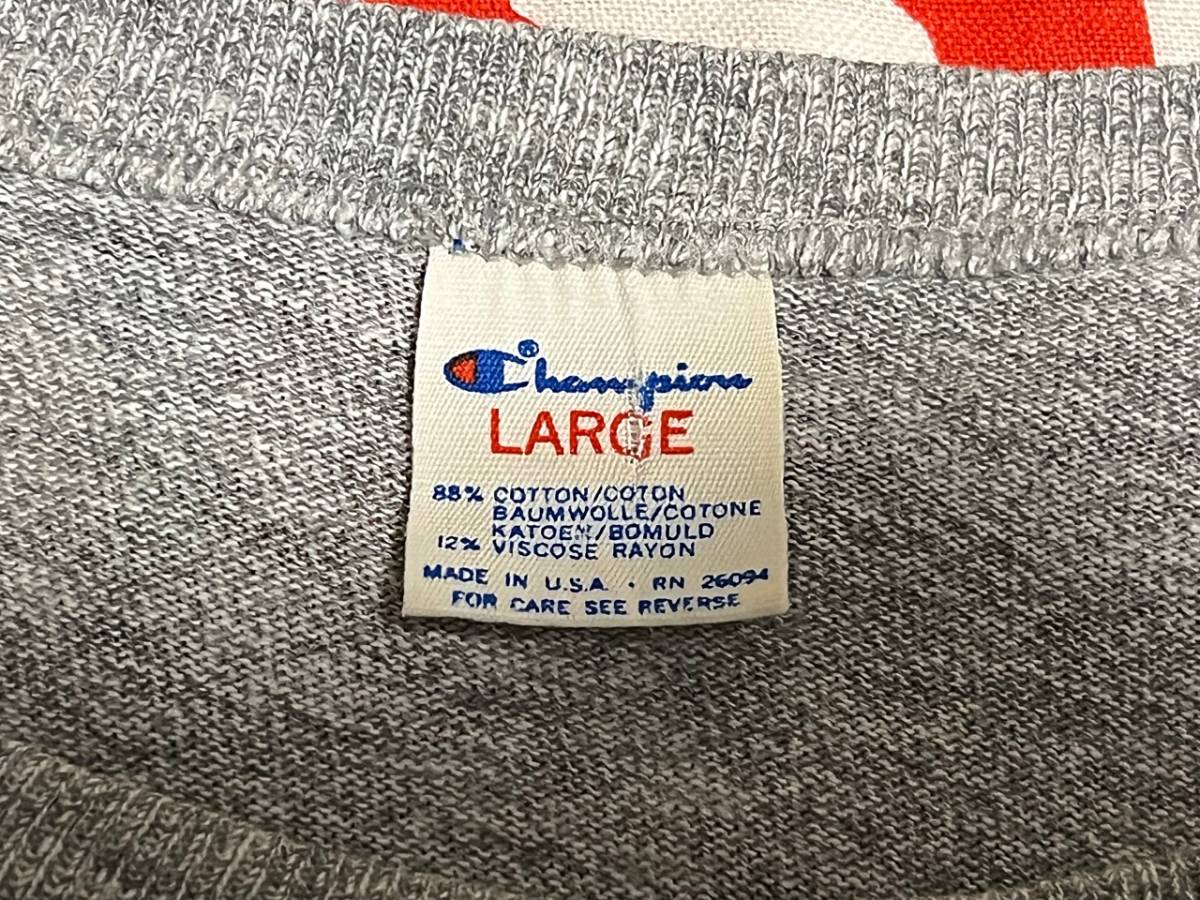 Champion®
LARGE
88% COTTON/COTON
BAUMWOLLE/COTONE
KATOEN/BOMULD
12% VISCOSE RAYON
MADE IN U.S.A. · RN 26094
FOR CARE SEE REVERSE